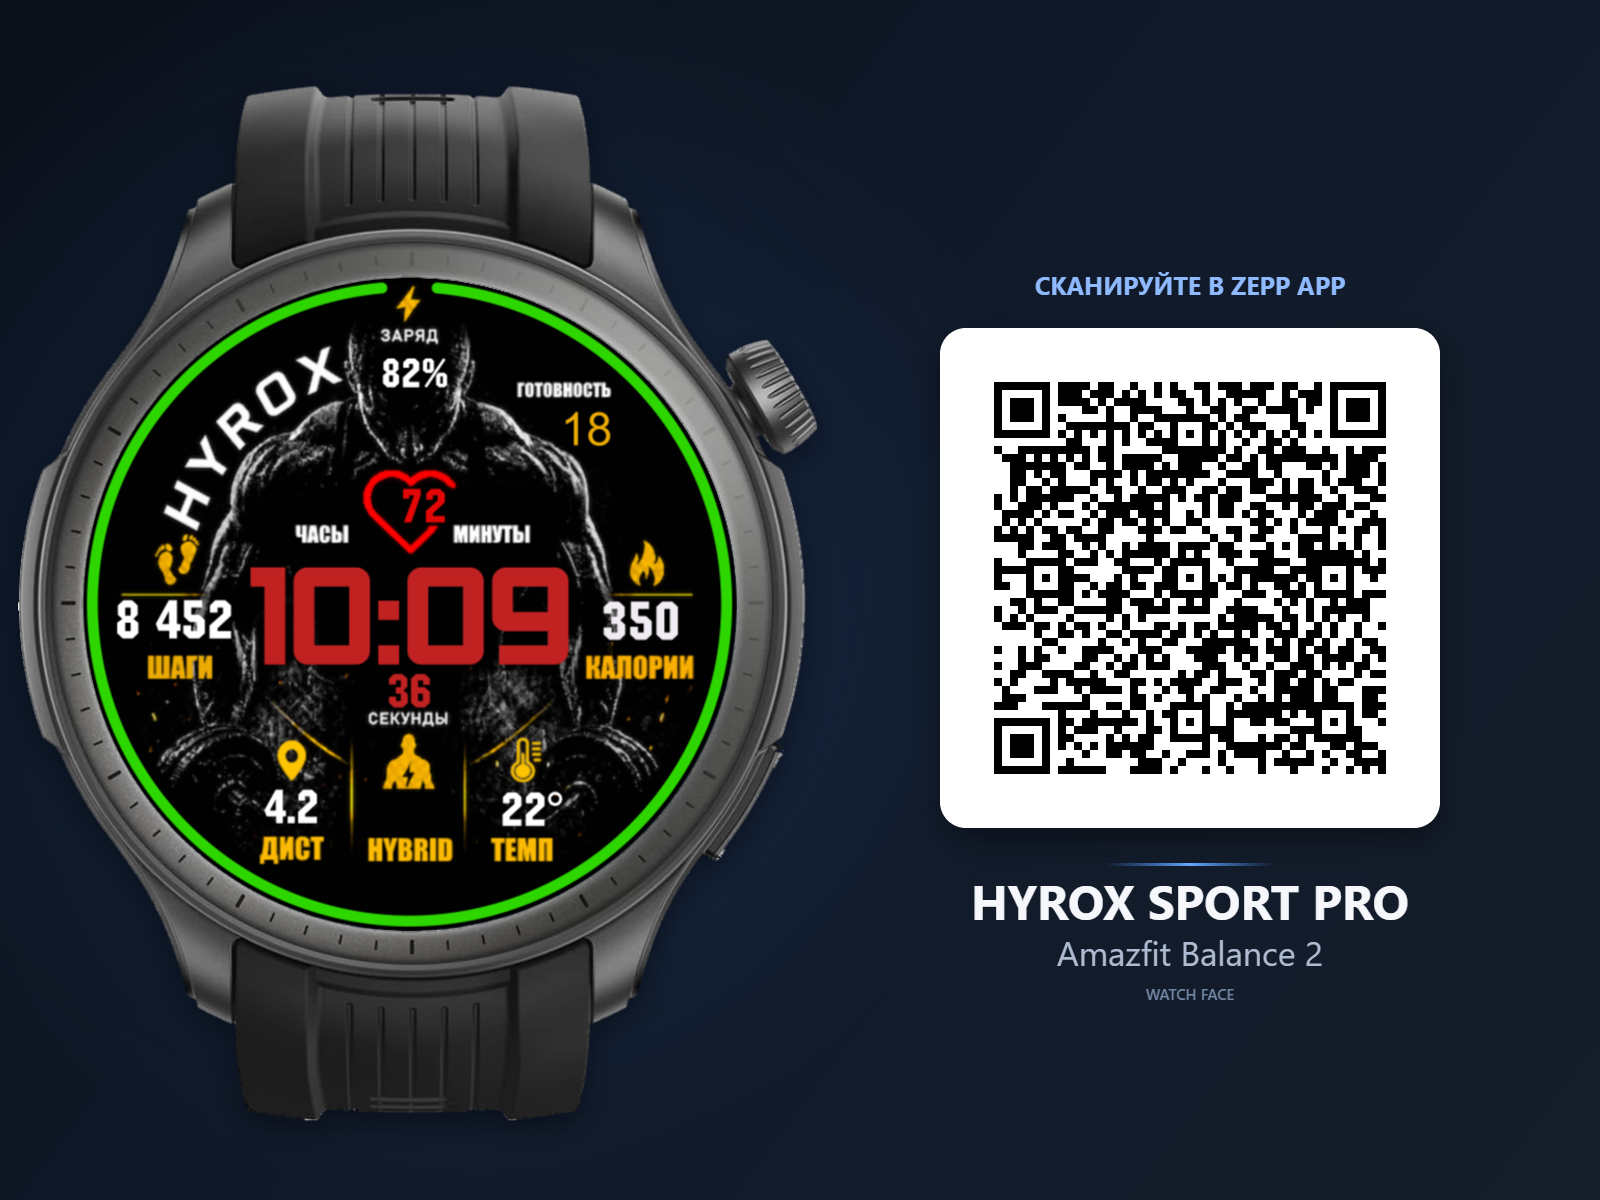 ЗАРЯД
82%
HYROX
ГОТОВНОСТЬ
18
72
ЧАСЫ
МИНУТЫ
10:09
8 452
350
ШАГИ
КАЛОРИИ
36
СЕКУНДЫ
4.2
22°
ДИСТ
HYBRID
ТЕМП
СКАНИРУЙТЕ В ZEPP APP
HYROX SPORT PRO
Amazfit Balance 2
WATCH FACE